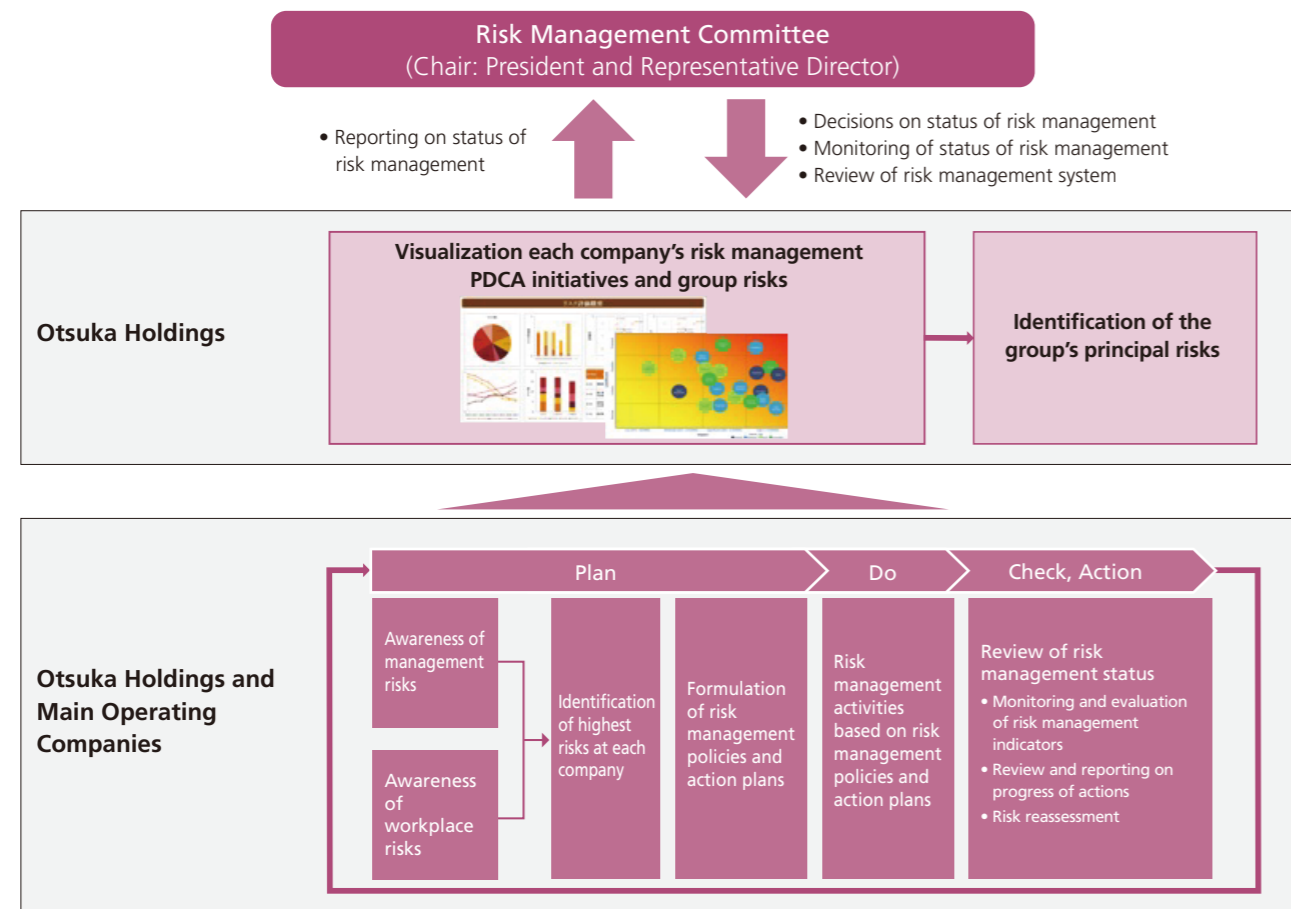 Risk Management Committee
(Chair: President and Representative Director)
• Reporting on status of
risk management
• Decisions on status of risk management
• Monitoring of status of risk management
• Review of risk management system
Otsuka Holdings
Visualization each company's risk management
PDCA initiatives and group risks
Identification of the
group's principal risks
Otsuka Holdings and
Main Operating
Companies
Plan
Do
Check, Action
Awareness of
management
risks
Awareness
of
workplace
risks
Identification
of highest
risks at each
company
Formulation
of risk
management
policies and
action plans
Risk
management
activities
based on risk
management
policies and
action plans
Review of risk
management status
• Monitoring and evaluation
of risk management
indicators
• Review and reporting on
progress of actions
• Risk reassessment